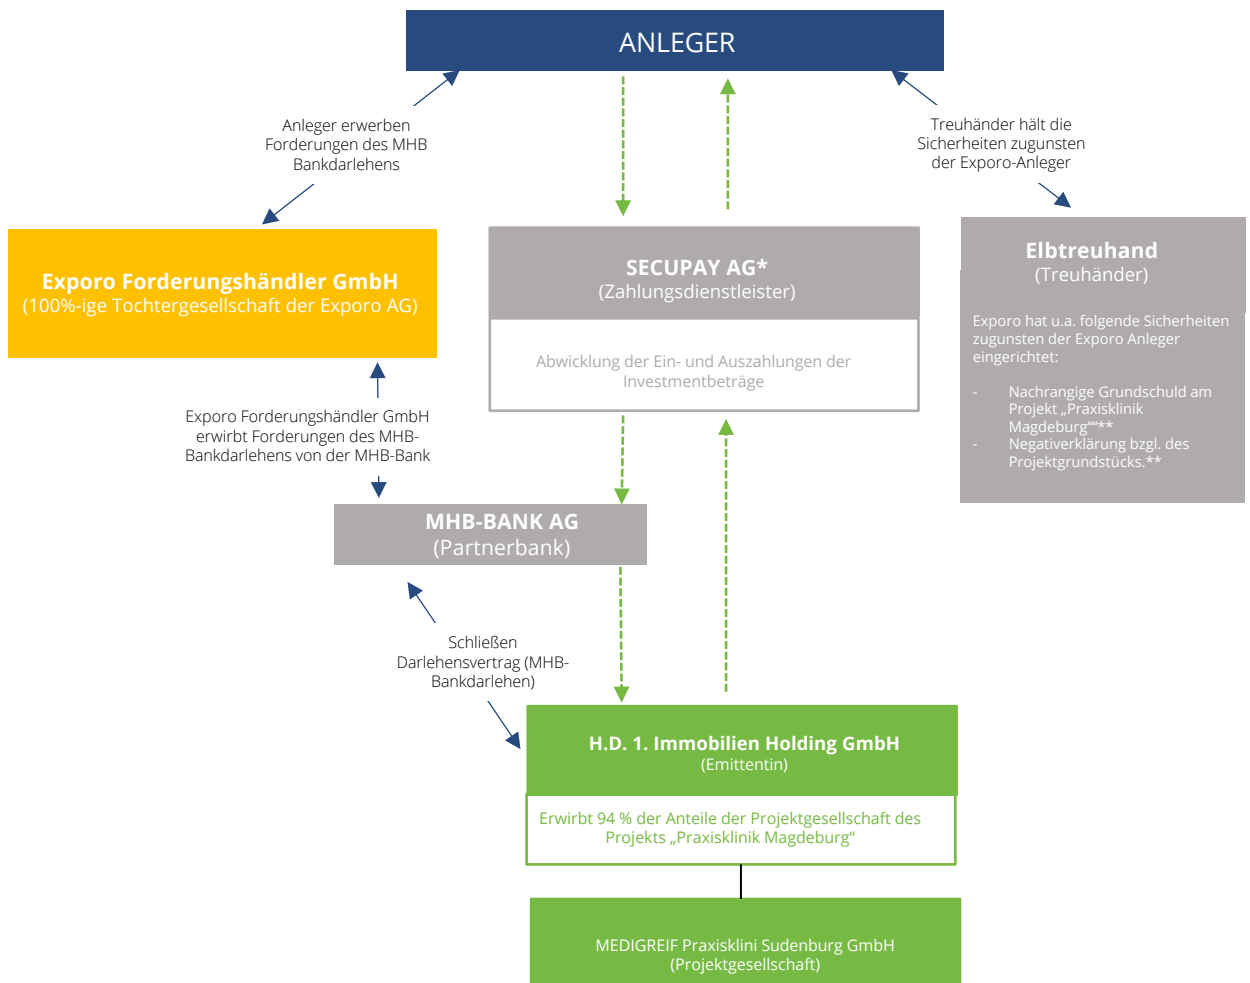 ANLEGER
Anleger erwerben
Forderungen des MHB
Bankdarlehens
Treuhänder hält die
Sicherheiten zugunsten
der Exporo-Anleger
Exporo Forderungshändler GmbH
(100%-ige Tochtergesellschaft der Exporo AG)
SECUPAY AG*
(Zahlungsdienstleister)
Abwicklung der Ein- und Auszahlungen der
Investmentbeträge
Elbtreuhand
(Treuhänder)
Exporo hat u.a. folgende Sicherheiten
zugunsten der Exporo Anleger
eingerichtet:
- Nachrangige Grundschuld am
Projekt „Praxisklinik
Magdeburg"“**
- Negativerklärung bzgl. des
Projektgrundstücks.**
Exporo Forderungshändler GmbH
erwirbt Forderungen des MHB-
Bankdarlehens von der MHB-Bank
MHB-BANK AG
(Partnerbank)
Schließen
Darlehensvertrag (MHB-
Bankdarlehen)
H.D. 1. Immobilien Holding GmbH
(Emittentin)
Erwirbt 94 % der Anteile der Projektgesellschaft des
Projekts „Praxisklinik Magdeburg“
MEDIGREIF Praxisklini Sudenburg GmbH
(Projektgesellschaft)